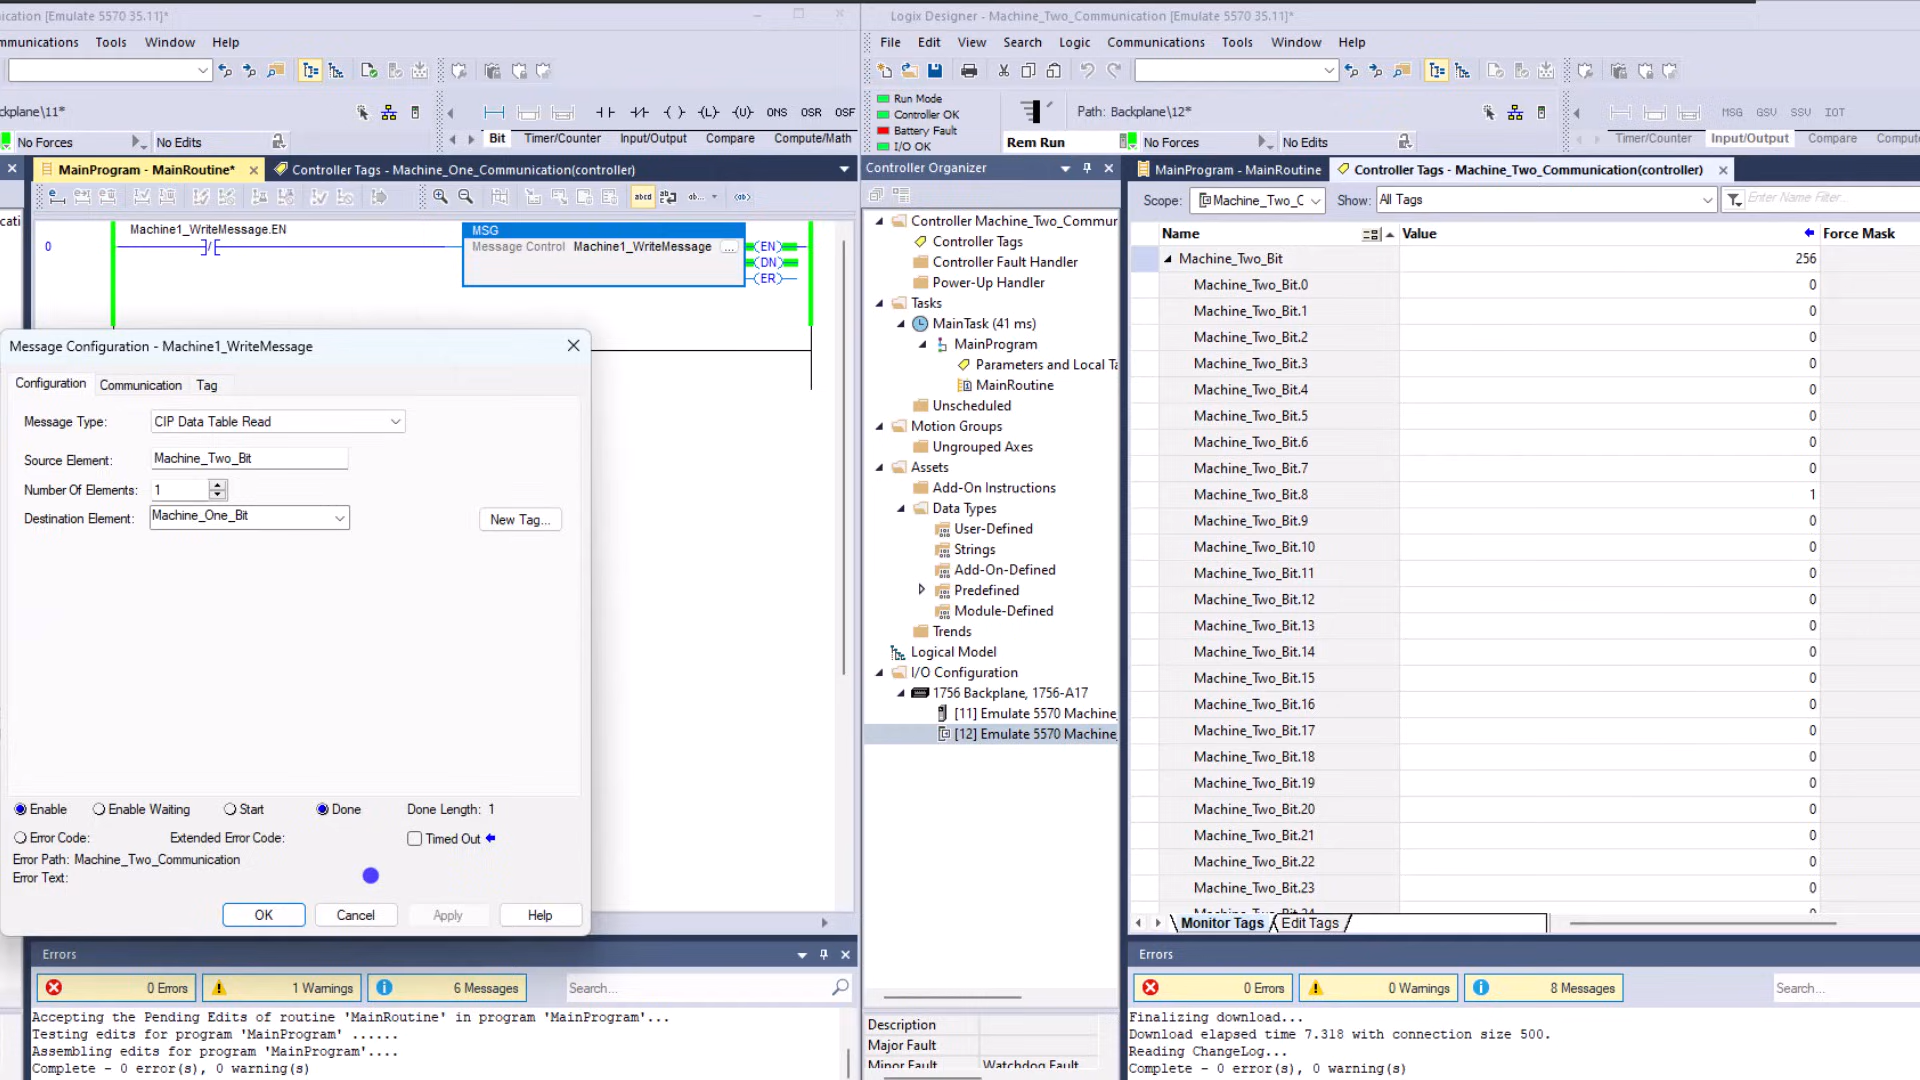 ication [Emulate 5570 35.11]*
mmunications Tools Window Help
ckplane\11*
No Forces No Edits
Bit Timer/Counter Input/Output Compare Compute/Math
ONS OSR OSF
MainProgram - MainRoutine*
Controller Tags - Machine_One_Communication(controller)
cati
0
Machine1_WriteMessage.EN
MSG
Message Control Machine1_WriteMessage ...
(EN)
(DN)
(ER)
Message Configuration - Machine1_WriteMessage
Configuration Communication Tag
Message Type: CIP Data Table Read
Source Element: Machine_Two_Bit
Number Of Elements: 1
Destination Element: Machine_One_Bit
New Tag...
Enable Enable Waiting Start Done Done Length: 1
Error Code: Extended Error Code: Timed Out
Error Path: Machine_Two_Communication
Error Text:
OK Cancel Apply Help
Errors
0 Errors 1 Warnings 6 Messages Search...
Accepting the Pending Edits of routine 'MainRoutine' in program 'MainProgram'...
Testing edits for program 'MainProgram' ......
Assembling edits for program 'MainProgram'....
Complete - 0 error(s), 0 warning(s)
Logix Designer - Machine_Two_Communication [Emulate 5570 35.11]*
File Edit View Search Logic Communications Tools Window Help
Run Mode
Controller OK
Battery Fault
I/O OK
Path: Backplane\12*
MSG GSV SSV IOT
Rem Run No Forces No Edits
Timer/Counter Input/Output Compare Comput
Controller Organizer
Controller Machine_Two_Commur
Controller Tags
Controller Fault Handler
Power-Up Handler
Tasks
MainTask (41 ms)
MainProgram
Parameters and Local Ta
MainRoutine
Unscheduled
Motion Groups
Ungrouped Axes
Assets
Add-On Instructions
Data Types
User-Defined
Strings
Add-On-Defined
Predefined
Module-Defined
Trends
Logical Model
I/O Configuration
1756 Backplane, 1756-A17
[11] Emulate 5570 Machine_
[12] Emulate 5570 Machine_
Description
Major Fault
Minor Fault Watchdog Fault
MainProgram - MainRoutine
Controller Tags - Machine_Two_Communication(controller)
Scope: Machine_Two_C Show: All Tags Enter Name Filter...
Name Value Force Mask
Machine_Two_Bit 256
Machine_Two_Bit.0 0
Machine_Two_Bit.1 0
Machine_Two_Bit.2 0
Machine_Two_Bit.3 0
Machine_Two_Bit.4 0
Machine_Two_Bit.5 0
Machine_Two_Bit.6 0
Machine_Two_Bit.7 0
Machine_Two_Bit.8 1
Machine_Two_Bit.9 0
Machine_Two_Bit.10 0
Machine_Two_Bit.11 0
Machine_Two_Bit.12 0
Machine_Two_Bit.13 0
Machine_Two_Bit.14 0
Machine_Two_Bit.15 0
Machine_Two_Bit.16 0
Machine_Two_Bit.17 0
Machine_Two_Bit.18 0
Machine_Two_Bit.19 0
Machine_Two_Bit.20 0
Machine_Two_Bit.21 0
Machine_Two_Bit.22 0
Machine_Two_Bit.23 0
Machine_Two_Bit.24 0
Monitor Tags Edit Tags
Errors
0 Errors 0 Warnings 8 Messages Search...
Finalizing download...
Download elapsed time 7.318 with connection size 500.
Reading ChangeLog...
Complete - 0 error(s), 0 warning(s)